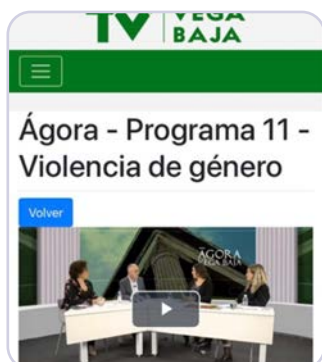 TV VEGA
BAJA
Ágora - Programa 11 -
Violencia de género
Volver
ÁGORA
VEGA BAJA